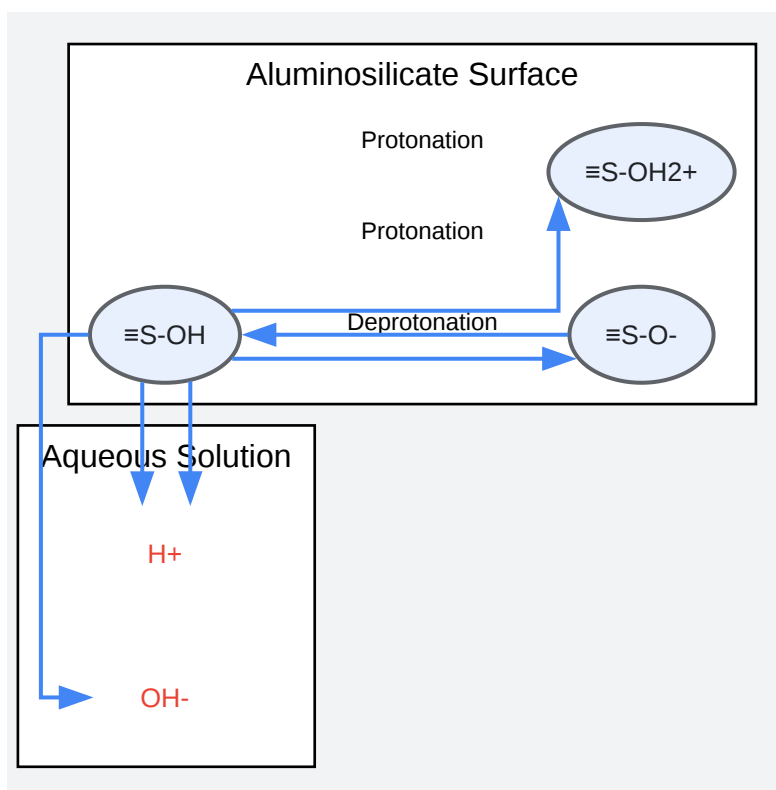 Aluminosilicate Surface
Protonation
≡S-OH2+
Protonation
Deprotonation
≡S-OH
≡S-O-
Aqueous Solution
H+
OH-